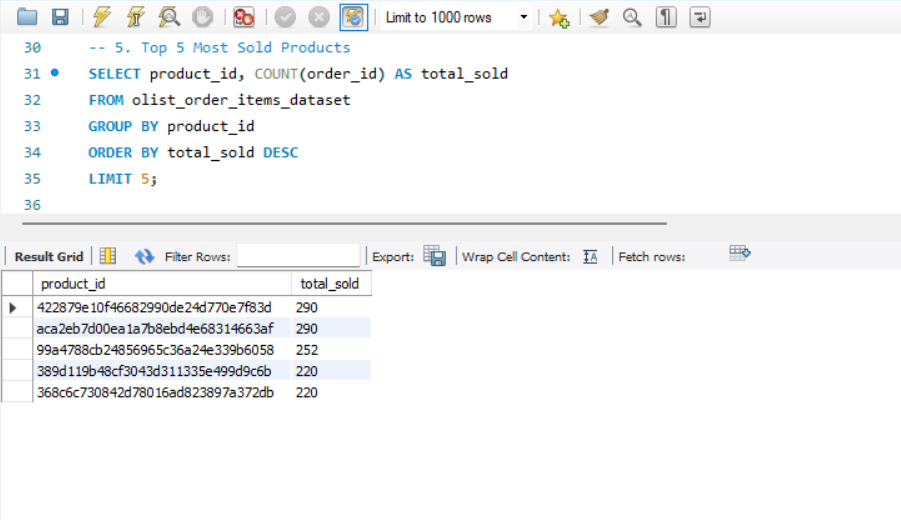 Limit to 1000 rows
30 -- 5. Top 5 Most Sold Products
31 SELECT product_id, COUNT(order_id) AS total_sold
32 FROM olist_order_items_dataset
33 GROUP BY product_id
34 ORDER BY total_sold DESC
35 LIMIT 5;
36
Result Grid Filter Rows: Export: Wrap Cell Content: Fetch rows:
product_id total_sold
422879e10f46682990de24d770e7f83d 290
aca2eb7d00ea1a7b8ebd4e68314663af 290
99a4788cb24856965c36a24e339b6058 252
389d119b48cf3043d311335e499d9c6b 220
368c6c730842d78016ad823897a372db 220